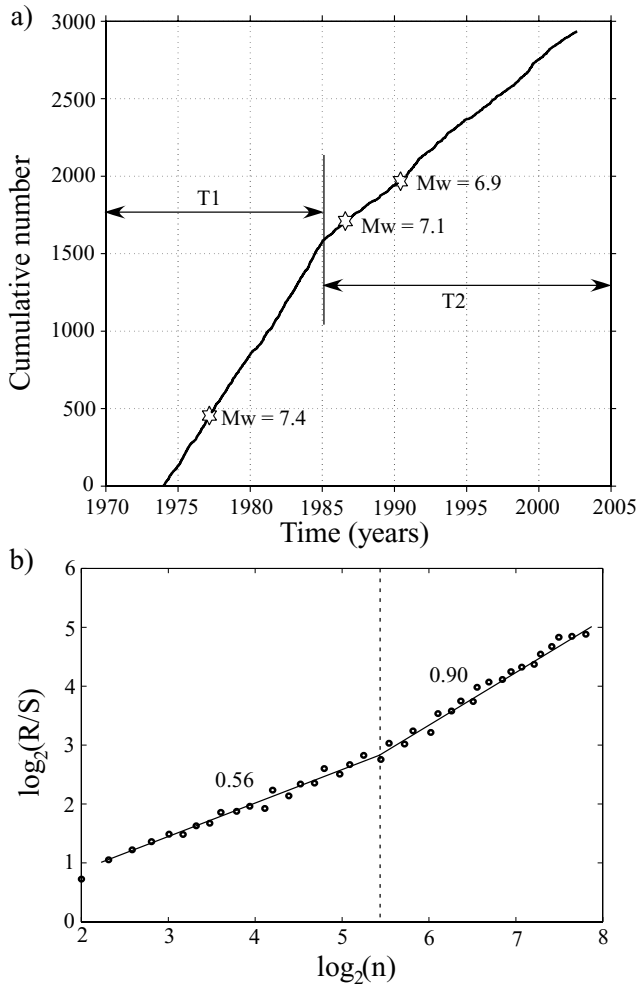 a)
3000
2500
2000
1500
1000
500
0
Cumulative number
T1
T2
Mw = 6.9
Mw = 7.1
Mw = 7.4
1970 1975 1980 1985 1990 1995 2000 2005
Time (years)
b)
6
5
4
3
2
1
0
log2(R/S)
0.90
0.56
2 3 4 5 6 7 8
log2(n)